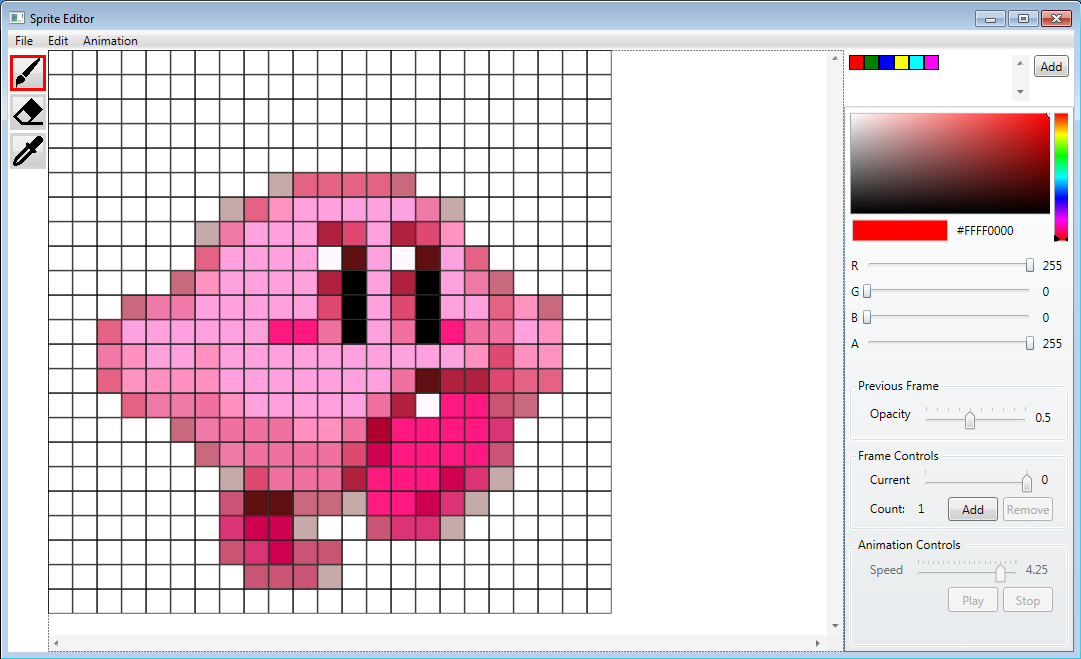 Sprite Editor
File Edit Animation
Add
#FFFF0000
R 255
G 0
B 0
A 255
Previous Frame
Opacity 0.5
Frame Controls
Current 0
Count: 1 Add Remove
Animation Controls
Speed 4.25
Play Stop